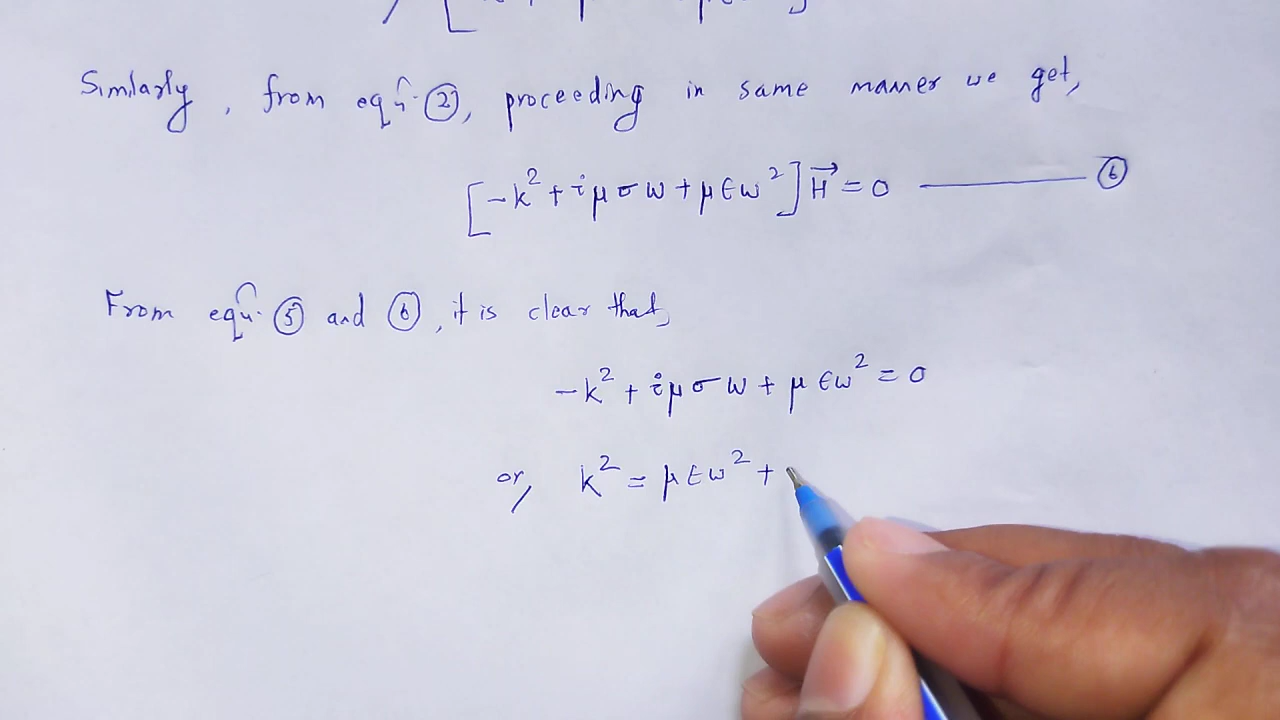 Similarly, from eqn. ②, proceeding in same manner we get,
[-k² + iμσω + μϵω²] H⃗ = 0 ——— ⑥
From eqn. ⑤ and ⑥, it is clear that,
-k² + iμσω + μϵω² = 0
or, k² = μϵω² +